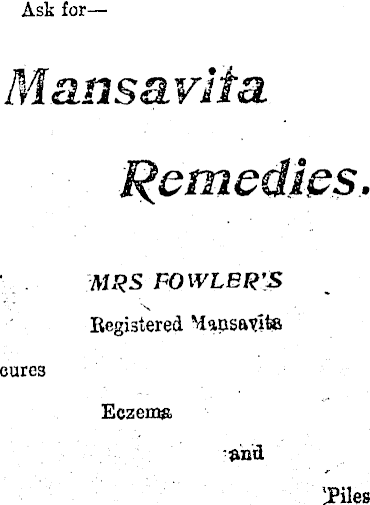 Ask for—
Mansavita
Remedies.
MRS FOWLER'S
Registered Mansavita
cures
Eczema
and
Piles